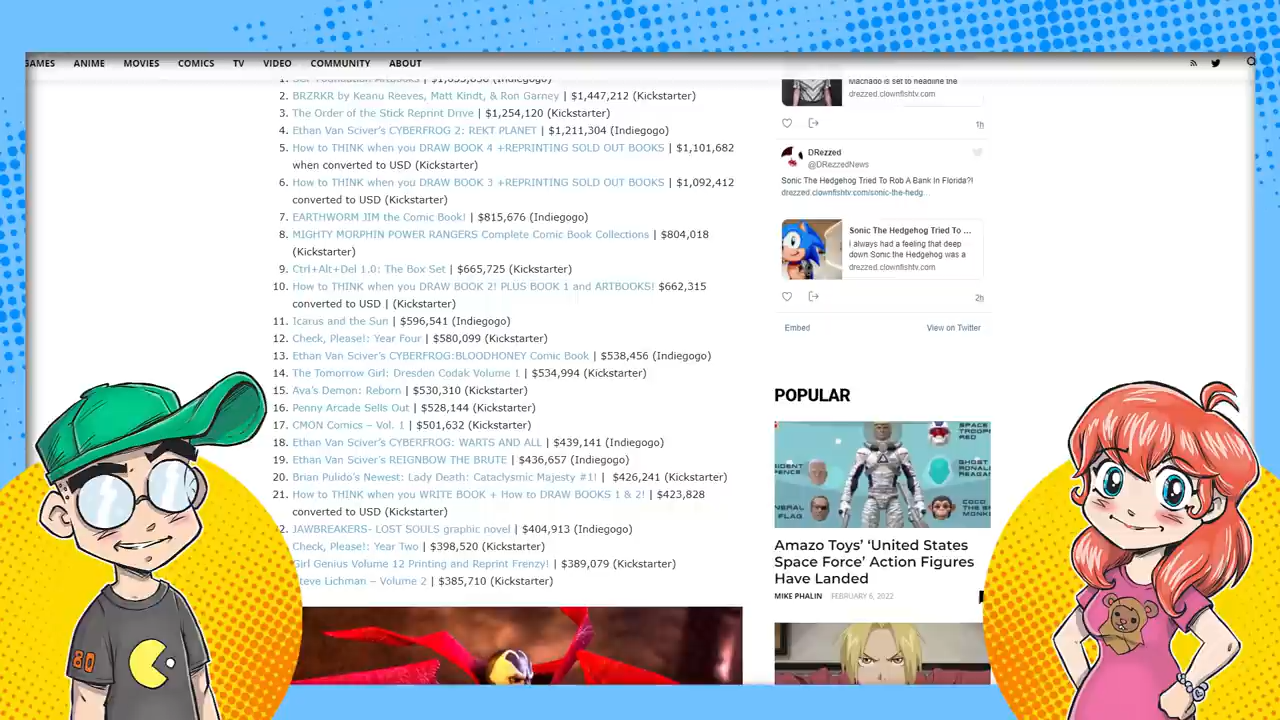 GAMES ANIME MOVIES COMICS TV VIDEO COMMUNITY ABOUT
2. BRZRKR by Keanu Reeves, Matt Kindt, & Ron Garney | $1,447,212 (Kickstarter)
3. The Order of the Stick Reprint Drive | $1,254,120 (Kickstarter)
4. Ethan Van Sciver's CYBERFROG 2: REKT PLANET | $1,211,304 (Indiegogo)
5. How to THINK when you DRAW BOOK 4 +REPRINTING SOLD OUT BOOKS | $1,101,682
when converted to USD (Kickstarter)
6. How to THINK when you DRAW BOOK 3 +REPRINTING SOLD OUT BOOKS | $1,092,412
converted to USD (Kickstarter)
7. EARTHWORM JIM the Comic Book! | $815,676 (Indiegogo)
8. MIGHTY MORPHIN POWER RANGERS Complete Comic Book Collections | $804,018
(Kickstarter)
9. Ctrl+Alt+Del 1.0: The Box Set | $665,725 (Kickstarter)
10. How to THINK when you DRAW BOOK 2! PLUS BOOK 1 and ARTBOOKS! $662,315
converted to USD | (Kickstarter)
11. Icarus and the Sun | $596,541 (Indiegogo)
12. Check, Please!: Year Four | $580,099 (Kickstarter)
13. Ethan Van Sciver's CYBERFROG:BLOODHONEY Comic Book | $538,456 (Indiegogo)
14. The Tomorrow Girl: Dresden Codak Volume 1 | $534,994 (Kickstarter)
15. Ava's Demon: Reborn | $530,310 (Kickstarter)
16. Penny Arcade Sells Out | $528,144 (Kickstarter)
17. CMON Comics – Vol. 1 | $501,632 (Kickstarter)
18. Ethan Van Sciver's CYBERFROG: WARTS AND ALL | $439,141 (Indiegogo)
19. Ethan Van Sciver's REIGNBOW THE BRUTE | $436,657 (Indiegogo)
20. Brian Pulido's Newest: Lady Death: Cataclysmic Majesty #1! | $426,241 (Kickstarter)
21. How to THINK when you WRITE BOOK + How to DRAW BOOKS 1 & 2! | $423,828
converted to USD (Kickstarter)
2. JAWBREAKERS- LOST SOULS graphic novel | $404,913 (Indiegogo)
Check, Please!: Year Two | $398,520 (Kickstarter)
Girl Genius Volume 12 Printing and Reprint Frenzy! | $389,079 (Kickstarter)
Steve Lichman – Volume 2 | $385,710 (Kickstarter)
Machado is set to headline the
drezzed.clownfishtv.com
1h
DRezzed
@DRezzedNews
Sonic The Hedgehog Tried To Rob A Bank In Florida?!
drezzed.clownfishtv.com/sonic-the-hedg...
Sonic The Hedgehog Tried To ...
I always had a feeling that deep
down Sonic the Hedgehog was a
drezzed.clownfishtv.com
2h
Embed View on Twitter
POPULAR
SPACE
TROOPE
RED
GHOST
RONALD
COCO
Amazo Toys' 'United States
Space Force' Action Figures
Have Landed
MIKE PHALIN FEBRUARY 6, 2022
80